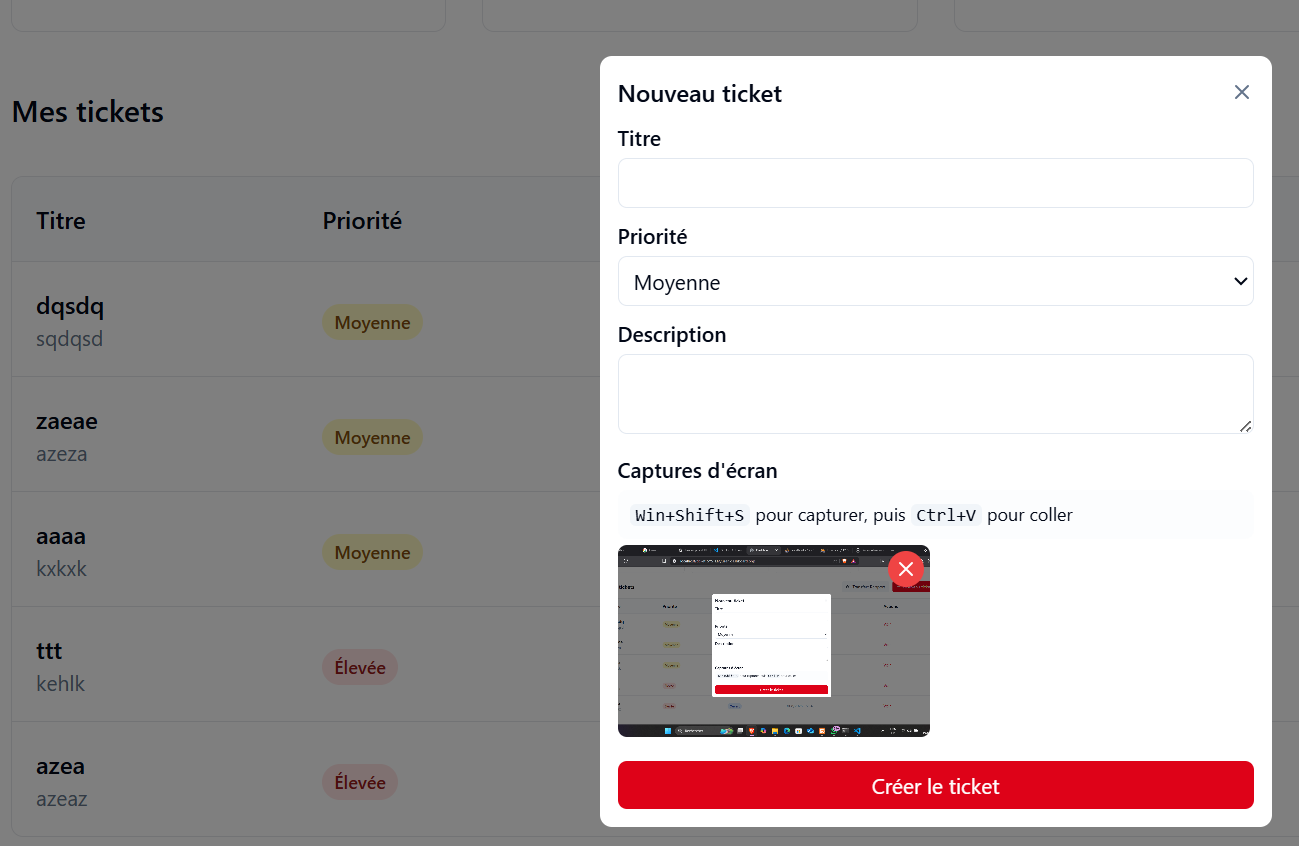 Mes tickets
Titre Priorité
dqsdq
sqdqsd
Moyenne
zaeae
azeza
Moyenne
aaaa
kxkxk
Moyenne
ttt
kehlk
Élevée
azea
azeaz
Élevée
Nouveau ticket
Titre
Priorité
Moyenne
Description
Captures d'écran
Win+Shift+S pour capturer, puis Ctrl+V pour coller
Créer le ticket